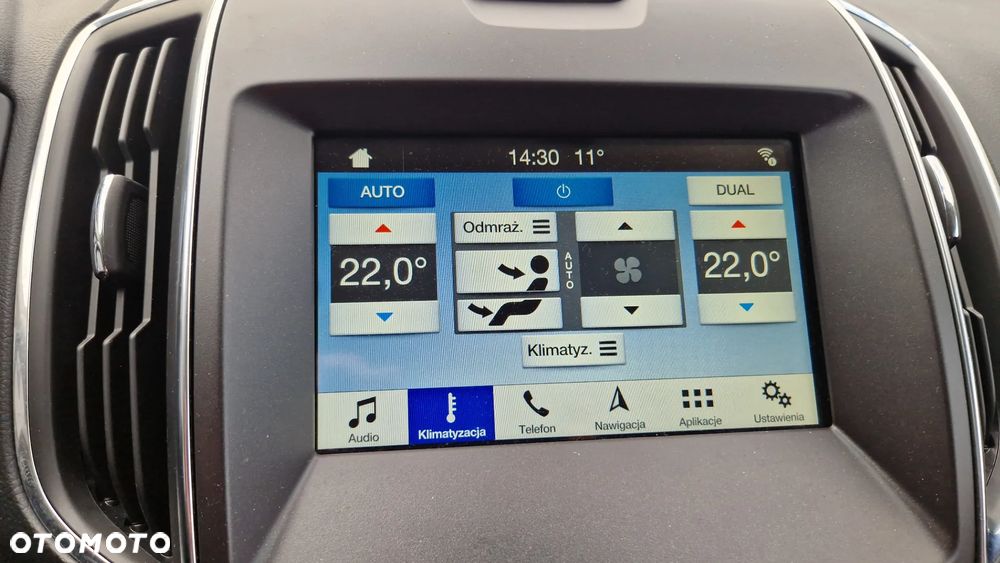 14:30 11°
AUTO
DUAL
22,0°
Odmraż.
AUTO
22,0°
Klimatyz.
Audio
Klimatyzacja
Telefon
Nawigacja
Aplikacje
Ustawienia
OTOMOTO